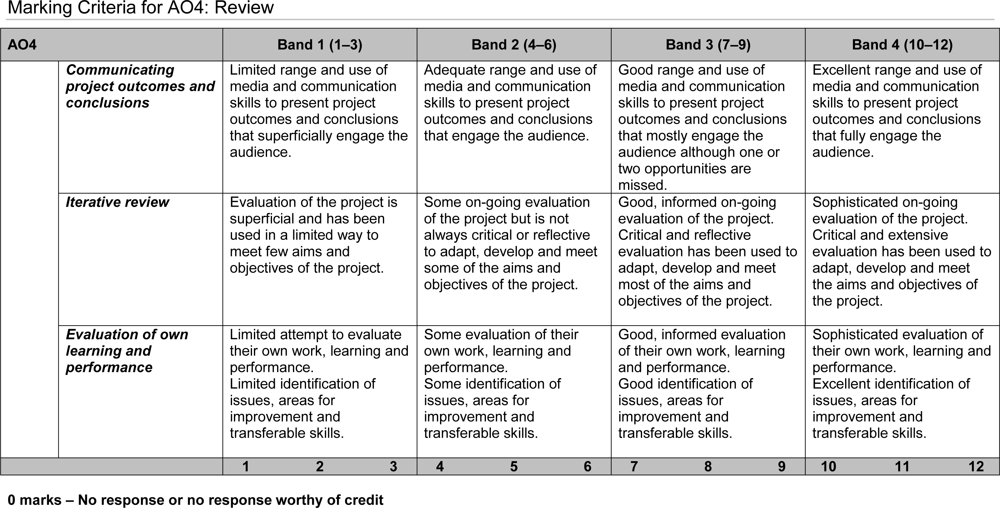 Marking Criteria for AO4: Review
AO4
Band 1 (1–3)
Band 2 (4–6)
Band 3 (7–9)
Band 4 (10–12)
Communicating
project outcomes and
conclusions
Limited range and use of
media and communication
skills to present project
outcomes and conclusions
that superficially engage the
audience.
Adequate range and use of
media and communication
skills to present project
outcomes and conclusions
that engage the audience.
Good range and use of
media and communication
skills to present project
outcomes and conclusions
that mostly engage the
audience although one or
two opportunities are
missed.
Excellent range and use of
media and communication
skills to present project
outcomes and conclusions
that fully engage the
audience.
Iterative review
Evaluation of the project is
superficial and has been
used in a limited way to
meet few aims and
objectives of the project.
Some on-going evaluation
of the project but is not
always critical or reflective
to adapt, develop and meet
some of the aims and
objectives of the project.
Good, informed on-going
evaluation of the project.
Critical and reflective
evaluation has been used to
adapt, develop and meet
most of the aims and
objectives of the project.
Sophisticated on-going
evaluation of the project.
Critical and extensive
evaluation has been used to
adapt, develop and meet
the aims and objectives of
the project.
Evaluation of own
learning and
performance
Limited attempt to evaluate
their own work, learning and
performance.
Limited identification of
issues, areas for
improvement and
transferable skills.
Some evaluation of their
own work, learning and
performance.
Some identification of
issues, areas for
improvement and
transferable skills.
Good, informed evaluation
of their own work, learning
and performance.
Good identification of
issues, areas for
improvement and
transferable skills.
Sophisticated evaluation of
their own work, learning and
performance.
Excellent identification of
issues, areas for
improvement and
transferable skills.
1 2 3 4 5 6 7 8 9 10 11 12
0 marks – No response or no response worthy of credit